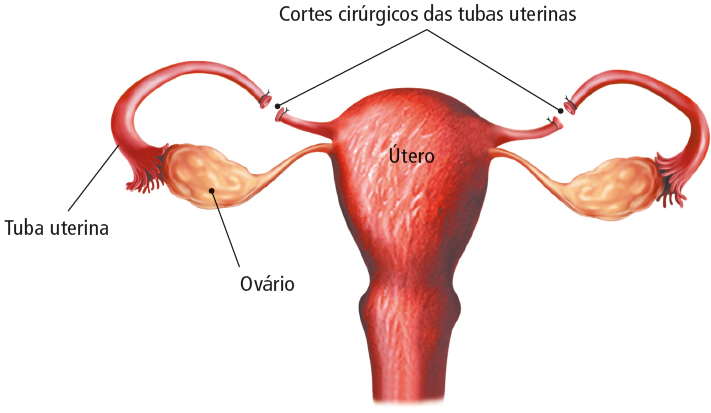 Cortes cirúrgicos das tubas uterinas
Útero
Tuba uterina
Ovário